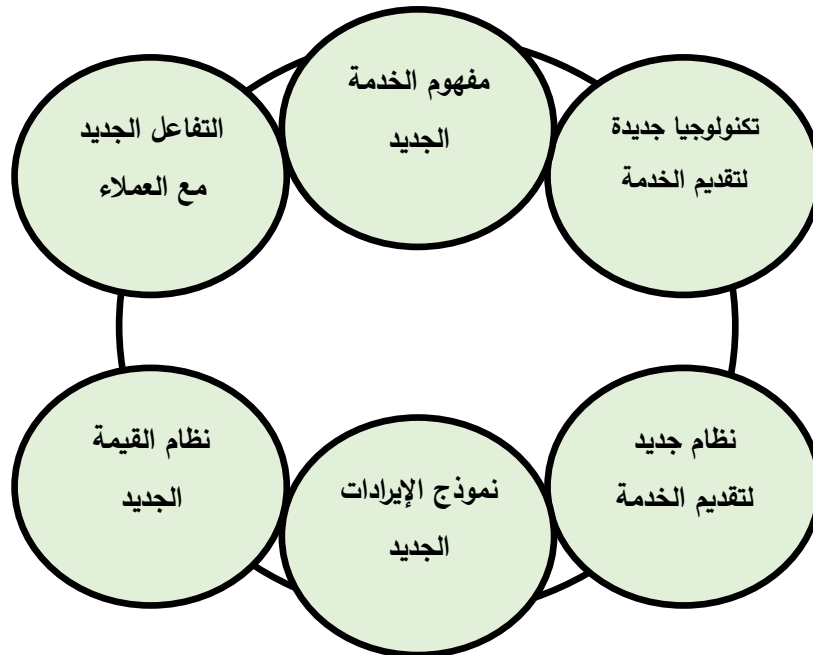 مفهوم الخدمة
الجديد
تكنولوجيا جديدة
لتقديم الخدمة
التفاعل الجديد
مع العملاء
نظام جديد
لتقديم الخدمة
نموذج الإيرادات
الجديد
نظام القيمة
الجديد